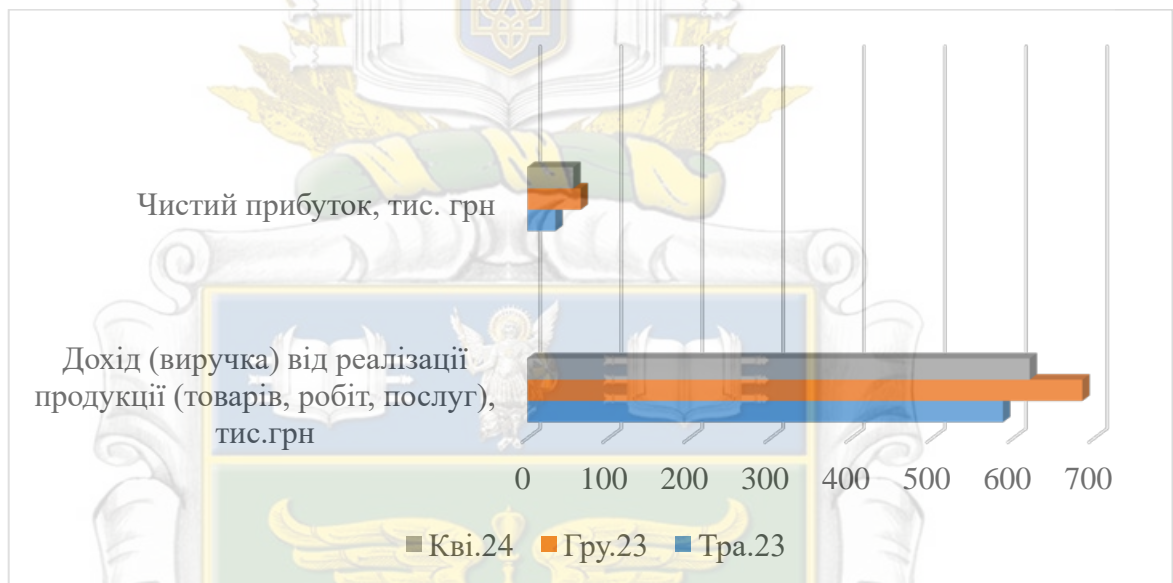 Чистий прибуток, тис. грн
Дохід (виручка) від реалізації
продукції (товарів, робіт, послуг),
тис.грн
0 100 200 300 400 500 600 700
Кві.24 Гру.23 Тра.23